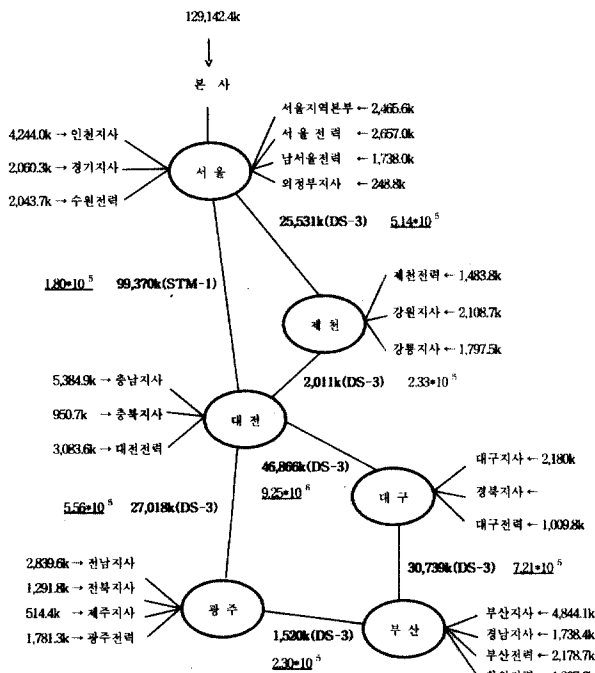 129,142.4k
본 사
서울지역본부 ← 2,465.6k
4,244.0k → 인천지사
서 울 전 력 ← 2,657.0k
2,060.3k → 경기지사
서 울
남서울전력 ← 1,738.0k
2,043.7k → 수원전력
의정부지사 ← 248.8k
25,531k(DS-3) 5.14*10 5
1.80*10 5 99,370k(STM-1)
제천전력 ← 1,483.8k
제 천
강원지사 ← 2,108.7k
강릉지사 ← 1,797.5k
2,011k(DS-3) 2.33*10 5
5,384.9k → 충남지사
950.7k → 충북지사
대 전
3,083.6k → 대전전력
46,866k(DS-3)
9.25*10 6
대구지사 ← 2,180k
대 구
경북지사 ←
대구전력 ← 1,009.8k
5.56*10 5 27,018k(DS-3)
30,739k(DS-3) 7.21*10 5
2,839.6k → 전남지사
1,291.8k → 전북지사
광 주
514.4k → 제주지사
1,781.3k → 광주전력
1,520k(DS-3)
2.30*10 5
부 산
부산지사 ← 4,844.1k
경남지사 ← 1,738.4k
부산전력 ← 2,178.7k